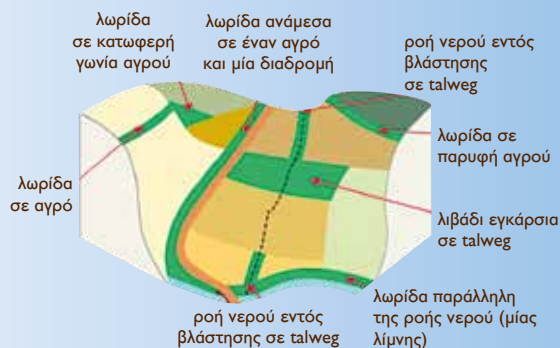 λωρίδα
σε κατωφερή
γωνία αγρού
λωρίδα ανάμεσα
σε έναν αγρό
και μία διαδρομή
ροή νερού εντός
βλάστησης
σε talweg
λωρίδα σε
παρυφή αγρού
λωρίδα
σε αγρό
λιβάδι εγκάρσια
σε talweg
ροή νερού εντός
βλάστησης σε talweg
λωρίδα παράλληλη
της ροής νερού (μίας
λίμνης)